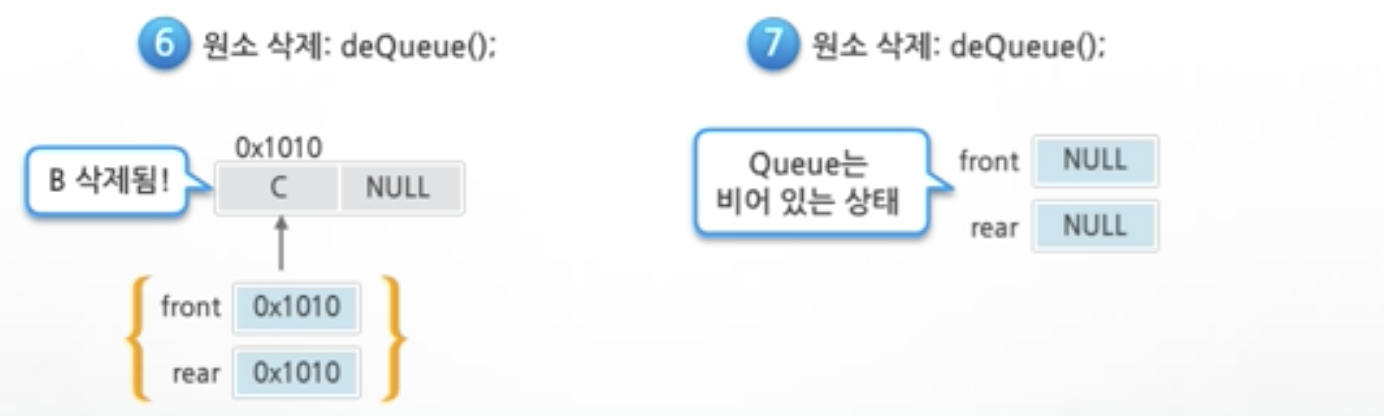 6 원소 삭제: deQueue();
0x1010
B 삭제됨!
C NULL
front 0x1010
rear 0x1010
7 원소 삭제: deQueue();
Queue는
비어 있는 상태
front NULL
rear NULL